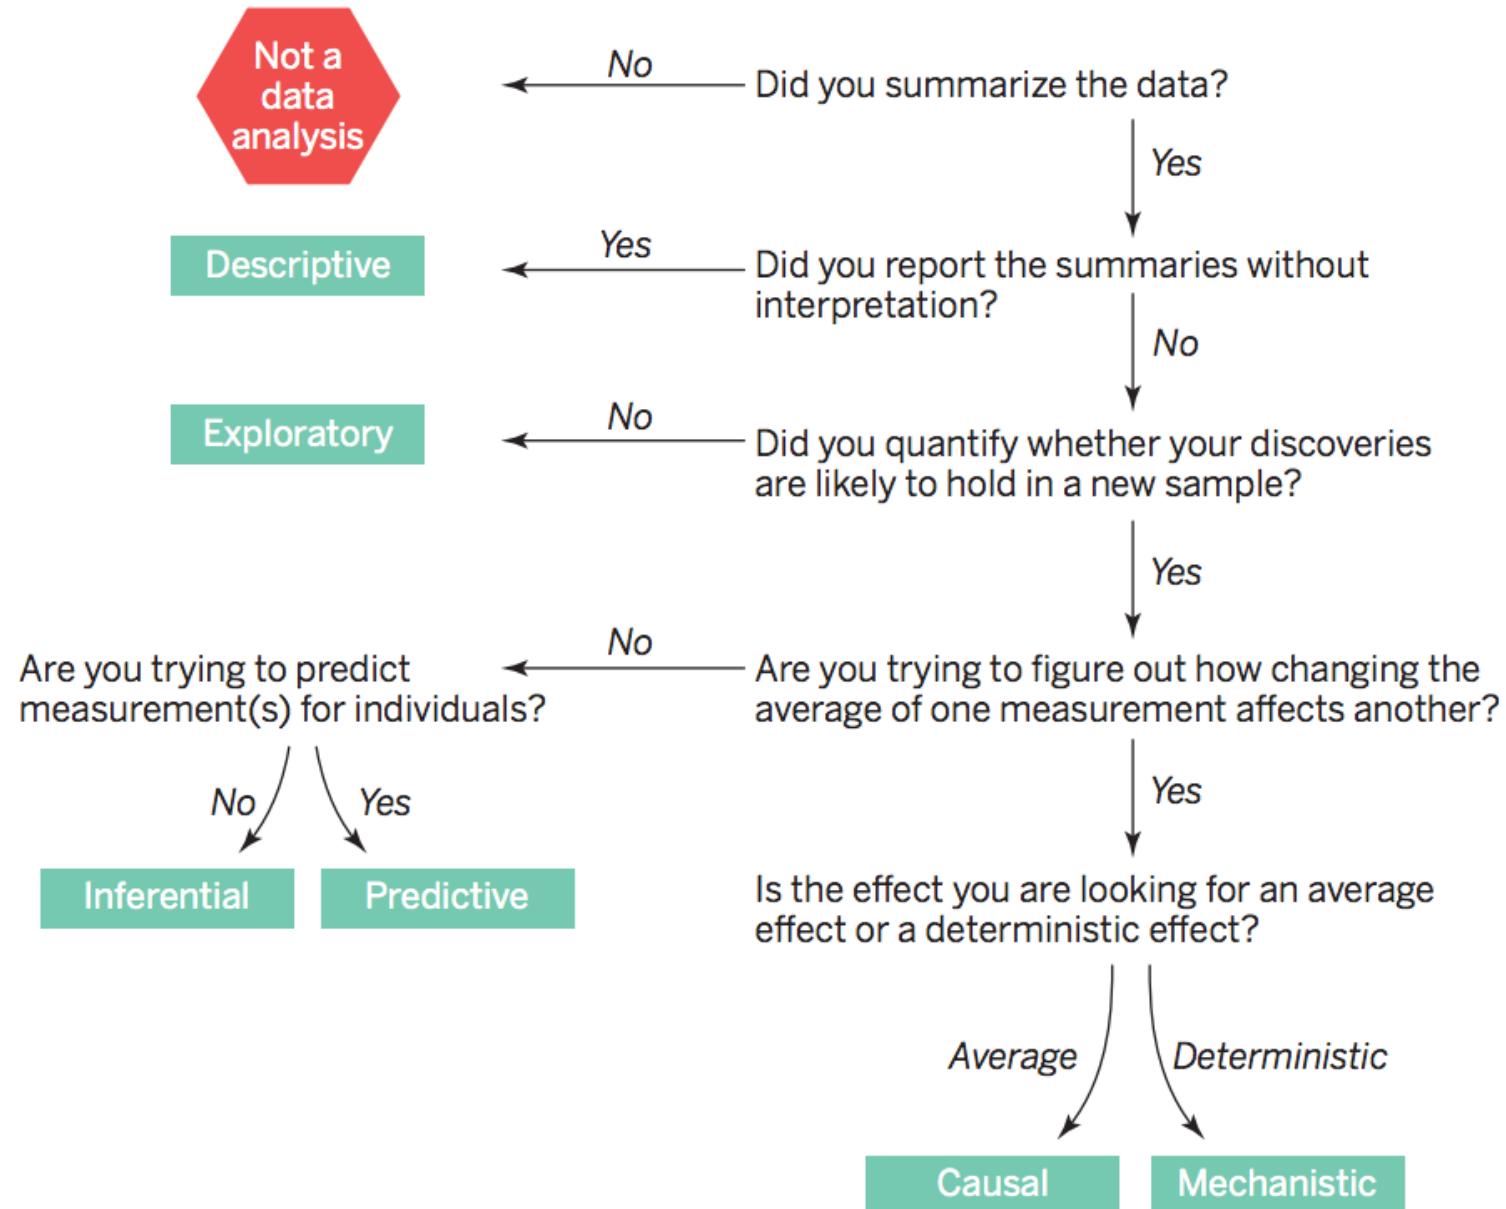 Not a
data
analysis
No
Did you summarize the data?
Yes
Descriptive
Yes
Did you report the summaries without
interpretation?
No
Exploratory
No
Did you quantify whether your discoveries
are likely to hold in a new sample?
Yes
Are you trying to predict
measurement(s) for individuals?
No
Are you trying to figure out how changing the
average of one measurement affects another?
No
Yes
Yes
Inferential
Predictive
Is the effect you are looking for an average
effect or a deterministic effect?
Average
Deterministic
Causal
Mechanistic